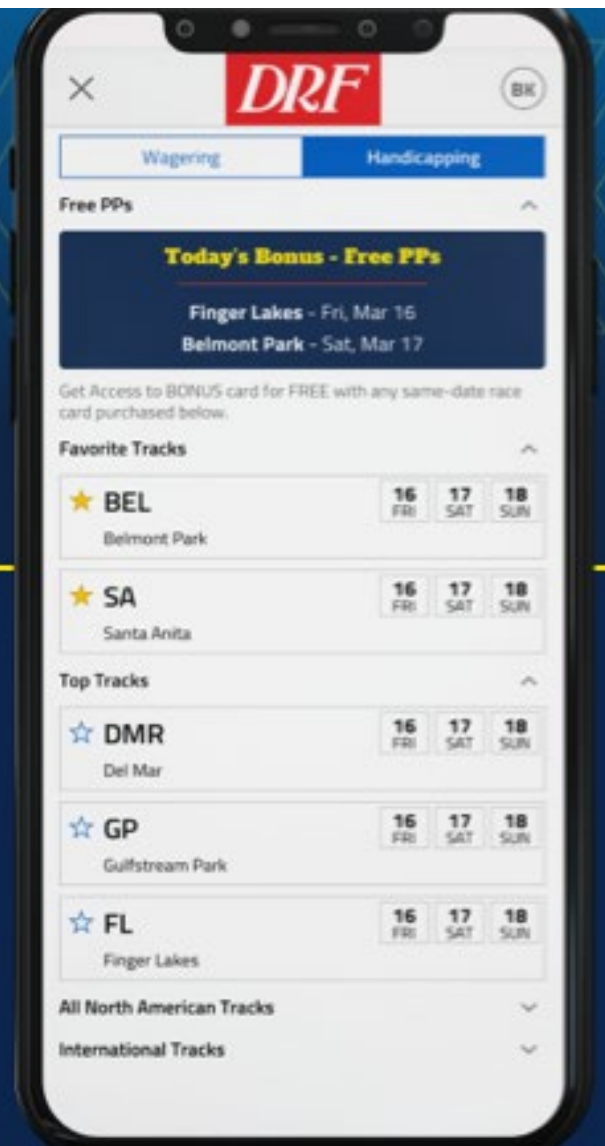 DRF
BK
Wagering
Handicapping
Free PPs
Today's Bonus - Free PPs
Finger Lakes - Fri, Mar 16
Belmont Park - Sat, Mar 17
Get Access to BONUS card for FREE with any same-date race
card purchased below.
Favorite Tracks
BEL
16 17 18
FRI SAT SUN
Belmont Park
SA
16 17 18
FRI SAT SUN
Santa Anita
Top Tracks
DMR
16 17 18
FRI SAT SUN
Del Mar
GP
16 17 18
FRI SAT SUN
Gulfstream Park
FL
16 17 18
FRI SAT SUN
Finger Lakes
All North American Tracks
International Tracks